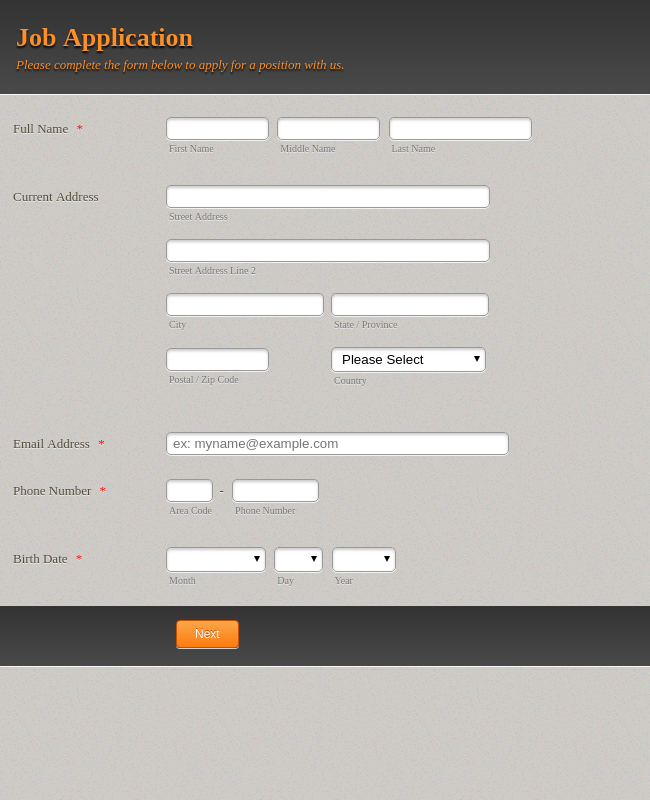 Job Application
Please complete the form below to apply for a position with us.
Full Name *
First Name Middle Name Last Name
Current Address
Street Address
Street Address Line 2
City State / Province
Please Select
Postal / Zip Code Country
Email Address * ex: myname@example.com
Phone Number * -
Area Code Phone Number
Birth Date *
Month Day Year
Next